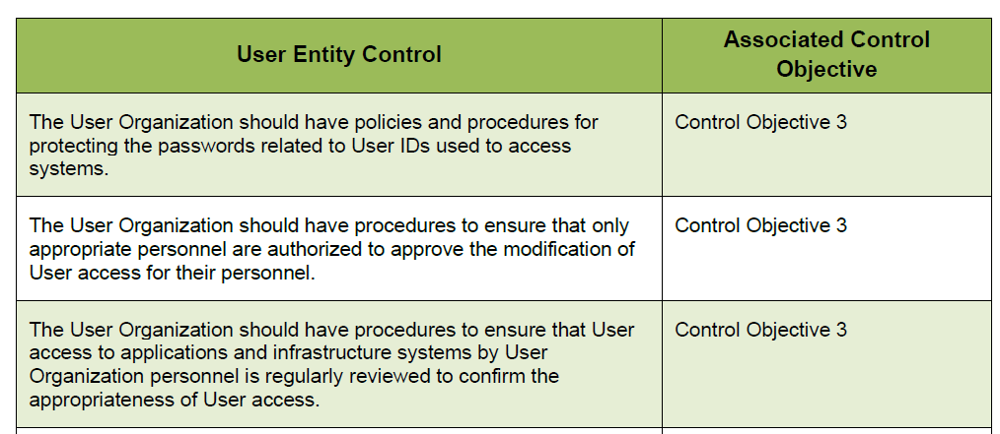 User Entity Control
Associated Control
Objective
The User Organization should have policies and procedures for
protecting the passwords related to User IDs used to access
systems.
Control Objective 3
The User Organization should have procedures to ensure that only
appropriate personnel are authorized to approve the modification of
User access for their personnel.
Control Objective 3
The User Organization should have procedures to ensure that User
access to applications and infrastructure systems by User
Organization personnel is regularly reviewed to confirm the
appropriateness of User access.
Control Objective 3